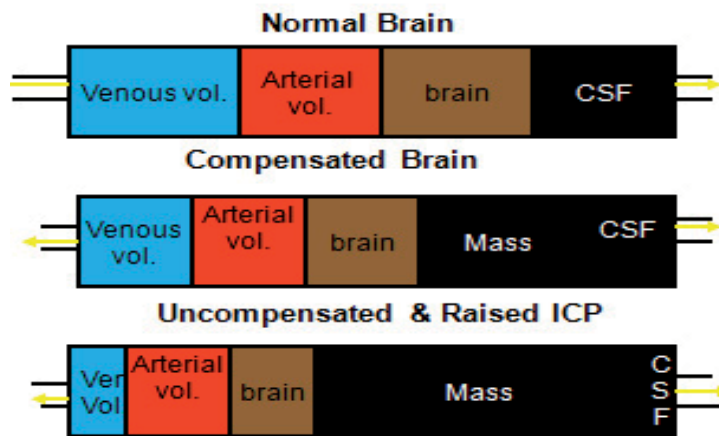 Normal Brain
Venous vol.
Arterial
vol.
brain
CSF
Compensated Brain
Venous
vol.
Arterial
vol.
brain
Mass
CSF
Uncompensated & Raised ICP
Ver
Vol
Arterial
vol.
brain
Mass
C
S
F